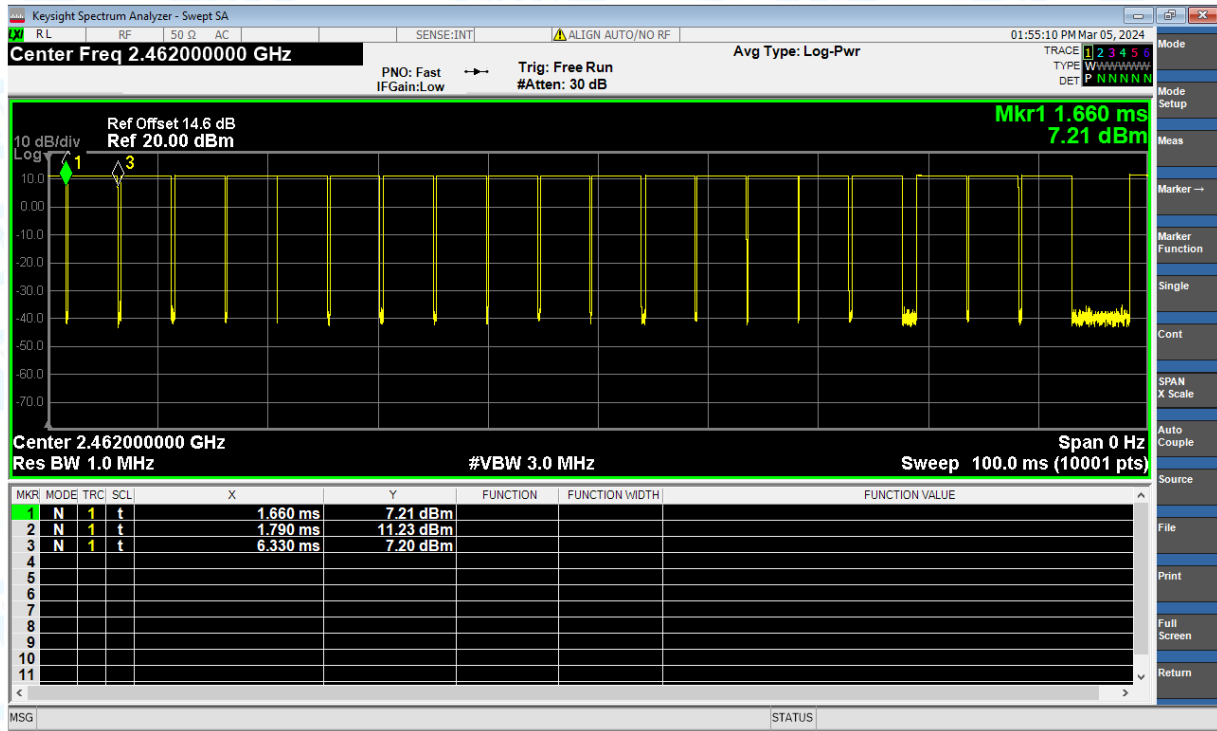 Keysight Spectrum Analyzer - Swept SA
LXI RL RF 50 Ω AC SENSE:INT ALIGN AUTO/NO RF 01:55:10 PM Mar 05, 2024
Center Freq 2.462000000 GHz Avg Type: Log-Pwr TRACE 1 2 3 4 5 6
PNO: Fast Trig: Free Run TYPE WWWWWW
IFGain:Low #Atten: 30 dB DET P N N N N N
Mkr1 1.660 ms
7.21 dBm
Ref Offset 14.6 dB
10 dB/div Ref 20.00 dBm
Log
1
3
10.0
0.00
-10.0
-20.0
-30.0
-40.0
-50.0
-60.0
-70.0
Center 2.462000000 GHz Span 0 Hz
Res BW 1.0 MHz #VBW 3.0 MHz Sweep 100.0 ms (10001 pts)
MKR MODE TRC SCL X Y FUNCTION FUNCTION WIDTH FUNCTION VALUE
1 N 1 t 1.660 ms 7.21 dBm
2 N 1 t 1.790 ms 11.23 dBm
3 N 1 t 6.330 ms 7.20 dBm
4
5
6
7
8
9
10
11
MSG STATUS
Mode
Mode
Setup
Meas
Marker →
Marker
Function
Single
Cont
SPAN
X Scale
Auto
Couple
Source
File
Print
Full
Screen
Return